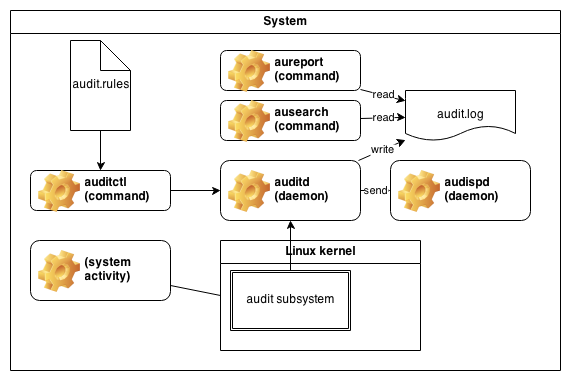 System
audit.rules
aureport
(command)
read
ausearch
(command)
read
audit.log
write
auditctl
(command)
auditd
(daemon)
send
audispd
(daemon)
(system
activity)
Linux kernel
audit subsystem